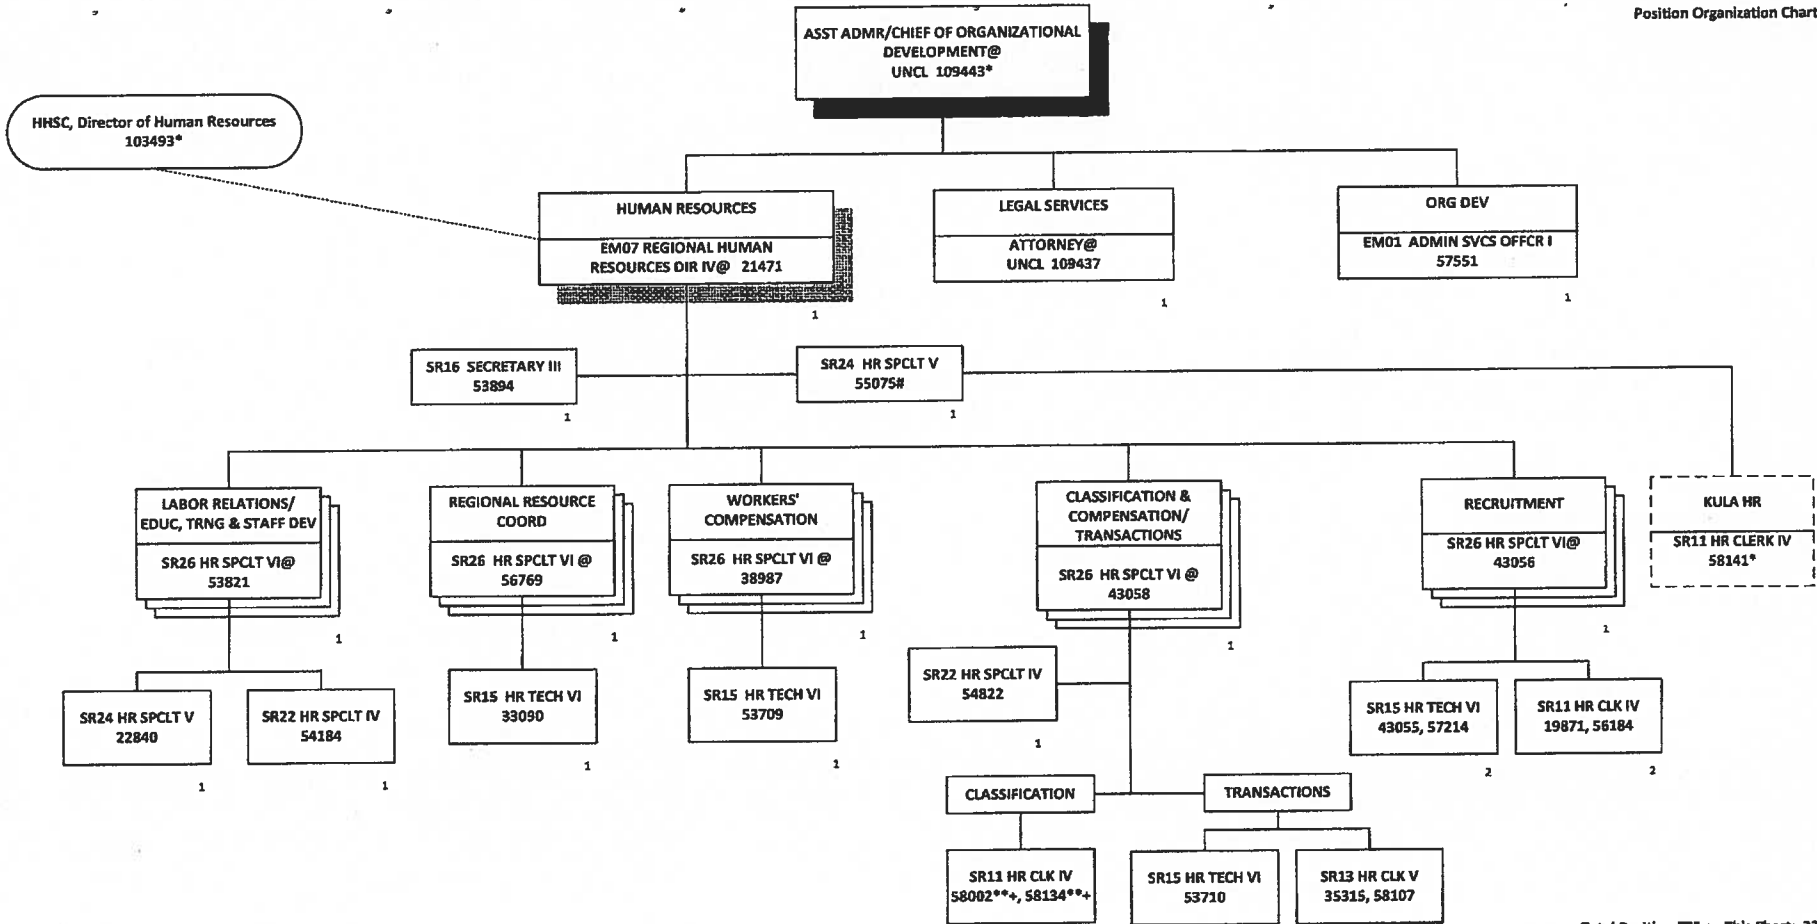 Position Organization Chart
ASST ADMR/CHIEF OF ORGANIZATIONAL
DEVELOPMENT@
UNCL 109443*
HHSC, Director of Human Resources
103493*
HUMAN RESOURCES
EM07 REGIONAL HUMAN
RESOURCES DIR IV@ 21471
1
LEGAL SERVICES
ATTORNEY@
UNCL 109437
1
ORG DEV
EM01 ADMIN SVCS OFFCR I
57551
1
SR16 SECRETARY III
53894
1
SR24 HR SPCLT V
55075#
1
LABOR RELATIONS/
EDUC, TRNG & STAFF DEV
SR26 HR SPCLT VI@
53821
1
REGIONAL RESOURCE
COORD
SR26 HR SPCLT VI @
56769
1
WORKERS'
COMPENSATION
SR26 HR SPCLT VI @
38987
1
CLASSIFICATION &
COMPENSATION/
TRANSACTIONS
SR26 HR SPCLT VI @
43058
1
RECRUITMENT
SR26 HR SPCLT VI@
43056
1
KULA HR
SR11 HR CLERK IV
58141*
SR24 HR SPCLT V
22840
1
SR22 HR SPCLT IV
54184
1
SR15 HR TECH VI
33090
1
SR15 HR TECH VI
53709
1
SR22 HR SPCLT IV
54822
1
SR15 HR TECH VI
43055, 57214
2
SR11 HR CLK IV
19871, 56184
2
CLASSIFICATION
TRANSACTIONS
SR11 HR CLK IV
58002**+, 58134**+
SR15 HR TECH VI
53710
SR13 HR CLK V
35315, 58107